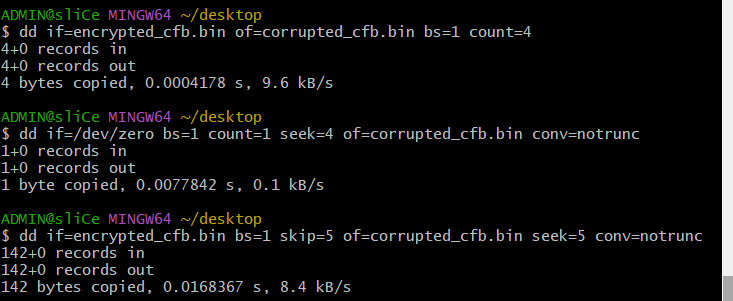 ADMIN@sliCe MINGW64 ~/desktop
$ dd if=encrypted_cfb.bin of=corrupted_cfb.bin bs=1 count=4
4+0 records in
4+0 records out
4 bytes copied, 0.0004178 s, 9.6 kB/s
ADMIN@sliCe MINGW64 ~/desktop
$ dd if=/dev/zero bs=1 count=1 seek=4 of=corrupted_cfb.bin conv=notrunc
1+0 records in
1+0 records out
1 byte copied, 0.0077842 s, 0.1 kB/s
ADMIN@sliCe MINGW64 ~/desktop
$ dd if=encrypted_cfb.bin bs=1 skip=5 of=corrupted_cfb.bin seek=5 conv=notrunc
142+0 records in
142+0 records out
142 bytes copied, 0.0168367 s, 8.4 kB/s